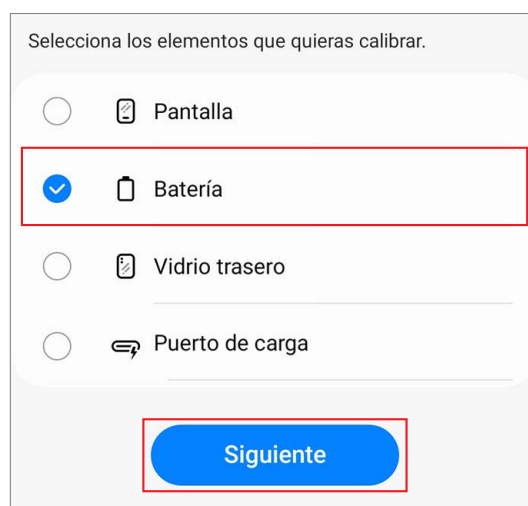 Selecciona los elementos que quieras calibrar.
Pantalla
Batería
Vidrio trasero
Puerto de carga
Siguiente